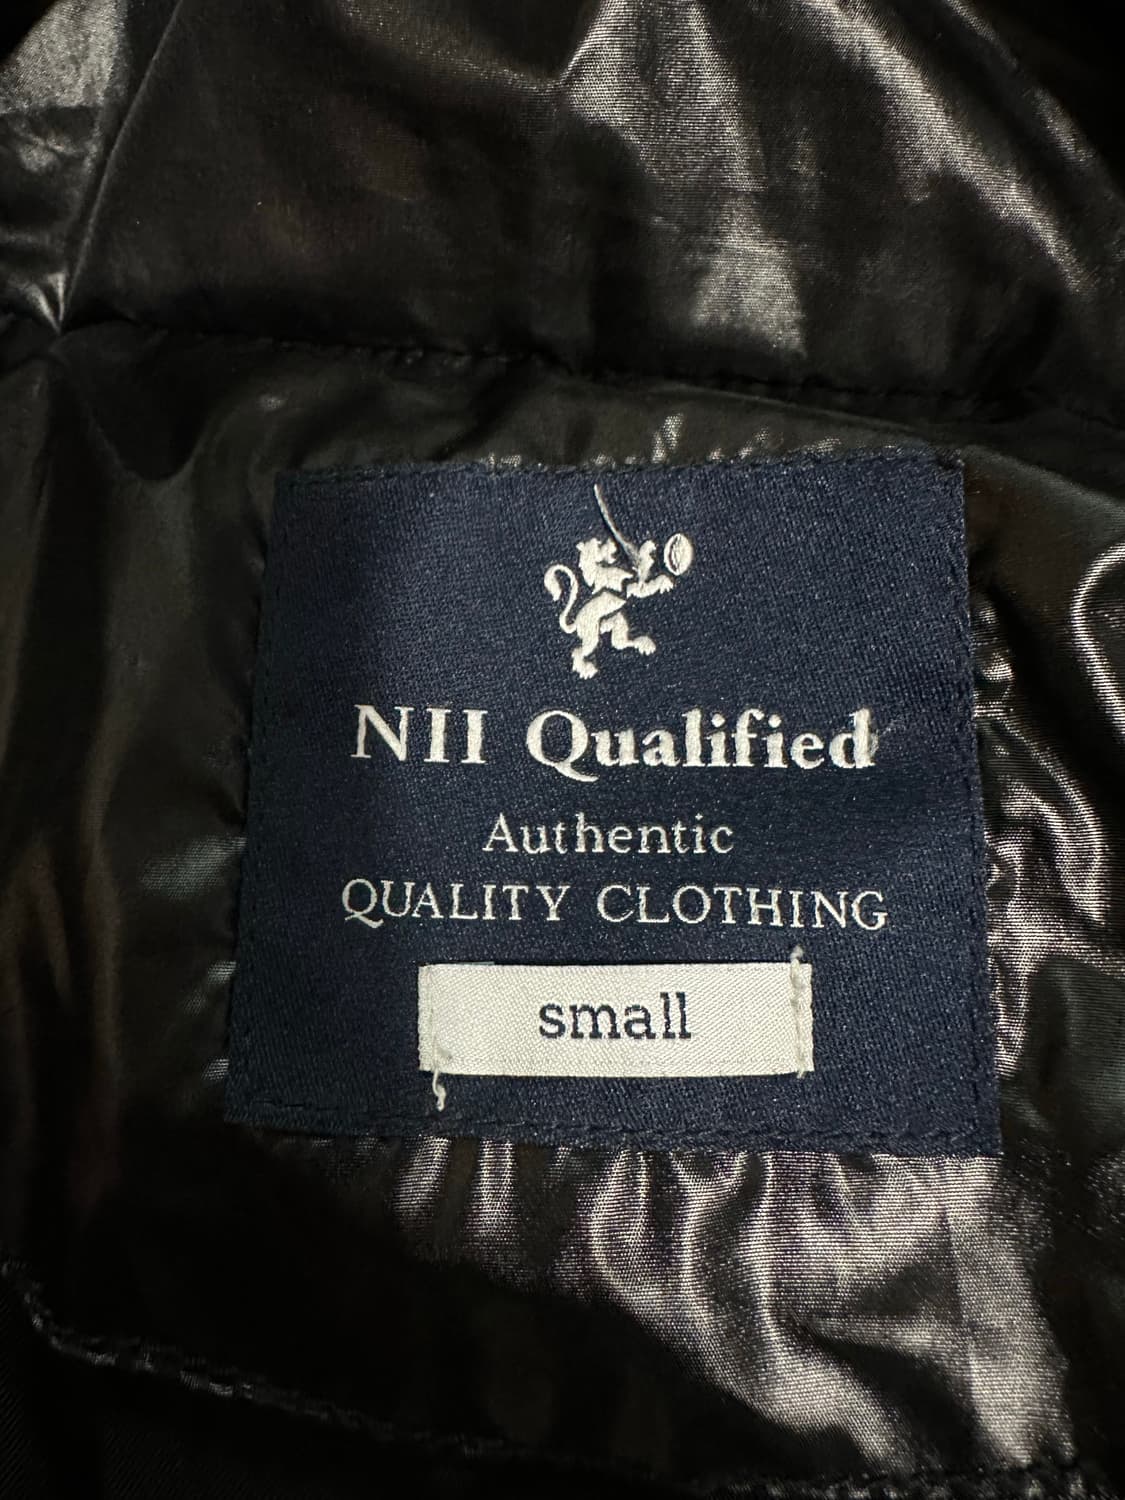 NII Qualified
Authentic
QUALITY CLOTHING
small